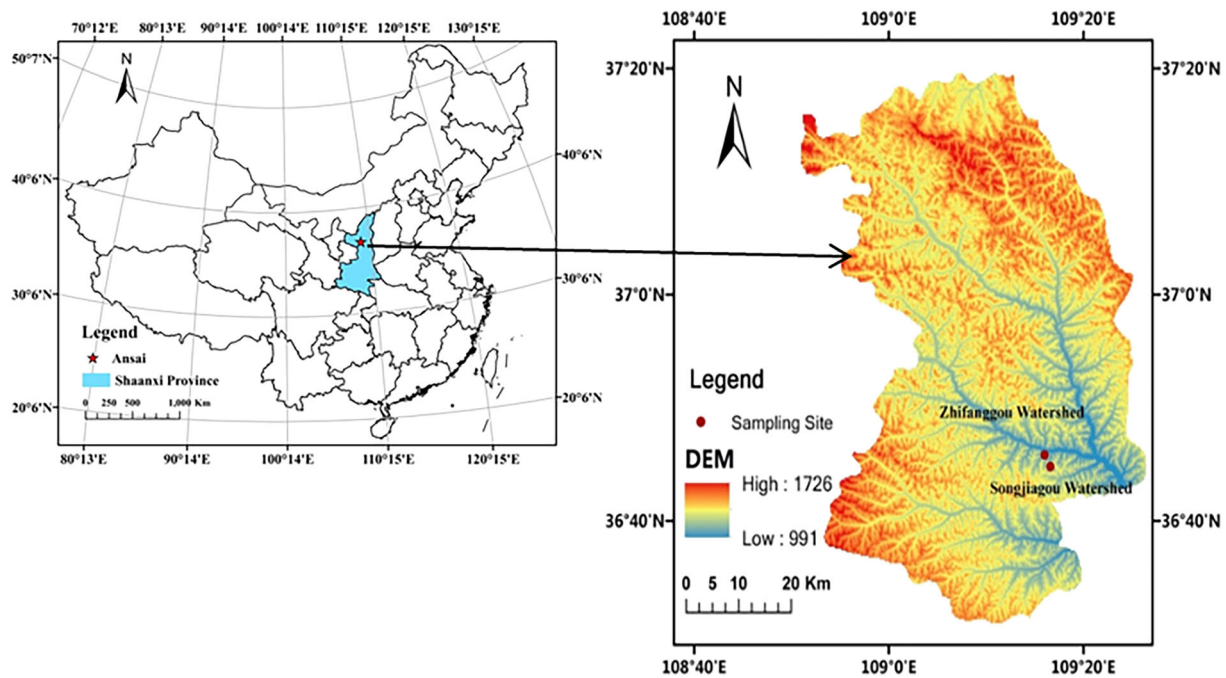 70°12'E 80°13'E 90°14'E 100°14'E 110°15'E 120°15'E 130°15'E
50°7'N
N
40°6'N
40°6'N
30°6'N
30°6'N
Legend
Ansai
Shaanxi Province
0 250 500 1,000 Km
20°6'N
20°6'N
80°13'E 90°14'E 100°14'E 110°15'E 120°15'E
108°40'E 109°0'E 109°20'E
37°20'N
37°20'N
N
37°0'N
37°0'N
Legend
Sampling Site
Zhifanggou Watershed
DEM
High : 1726
Low : 991
Songjiagou Watershed
36°40'N
36°40'N
0 5 10 20 Km
108°40'E 109°0'E 109°20'E